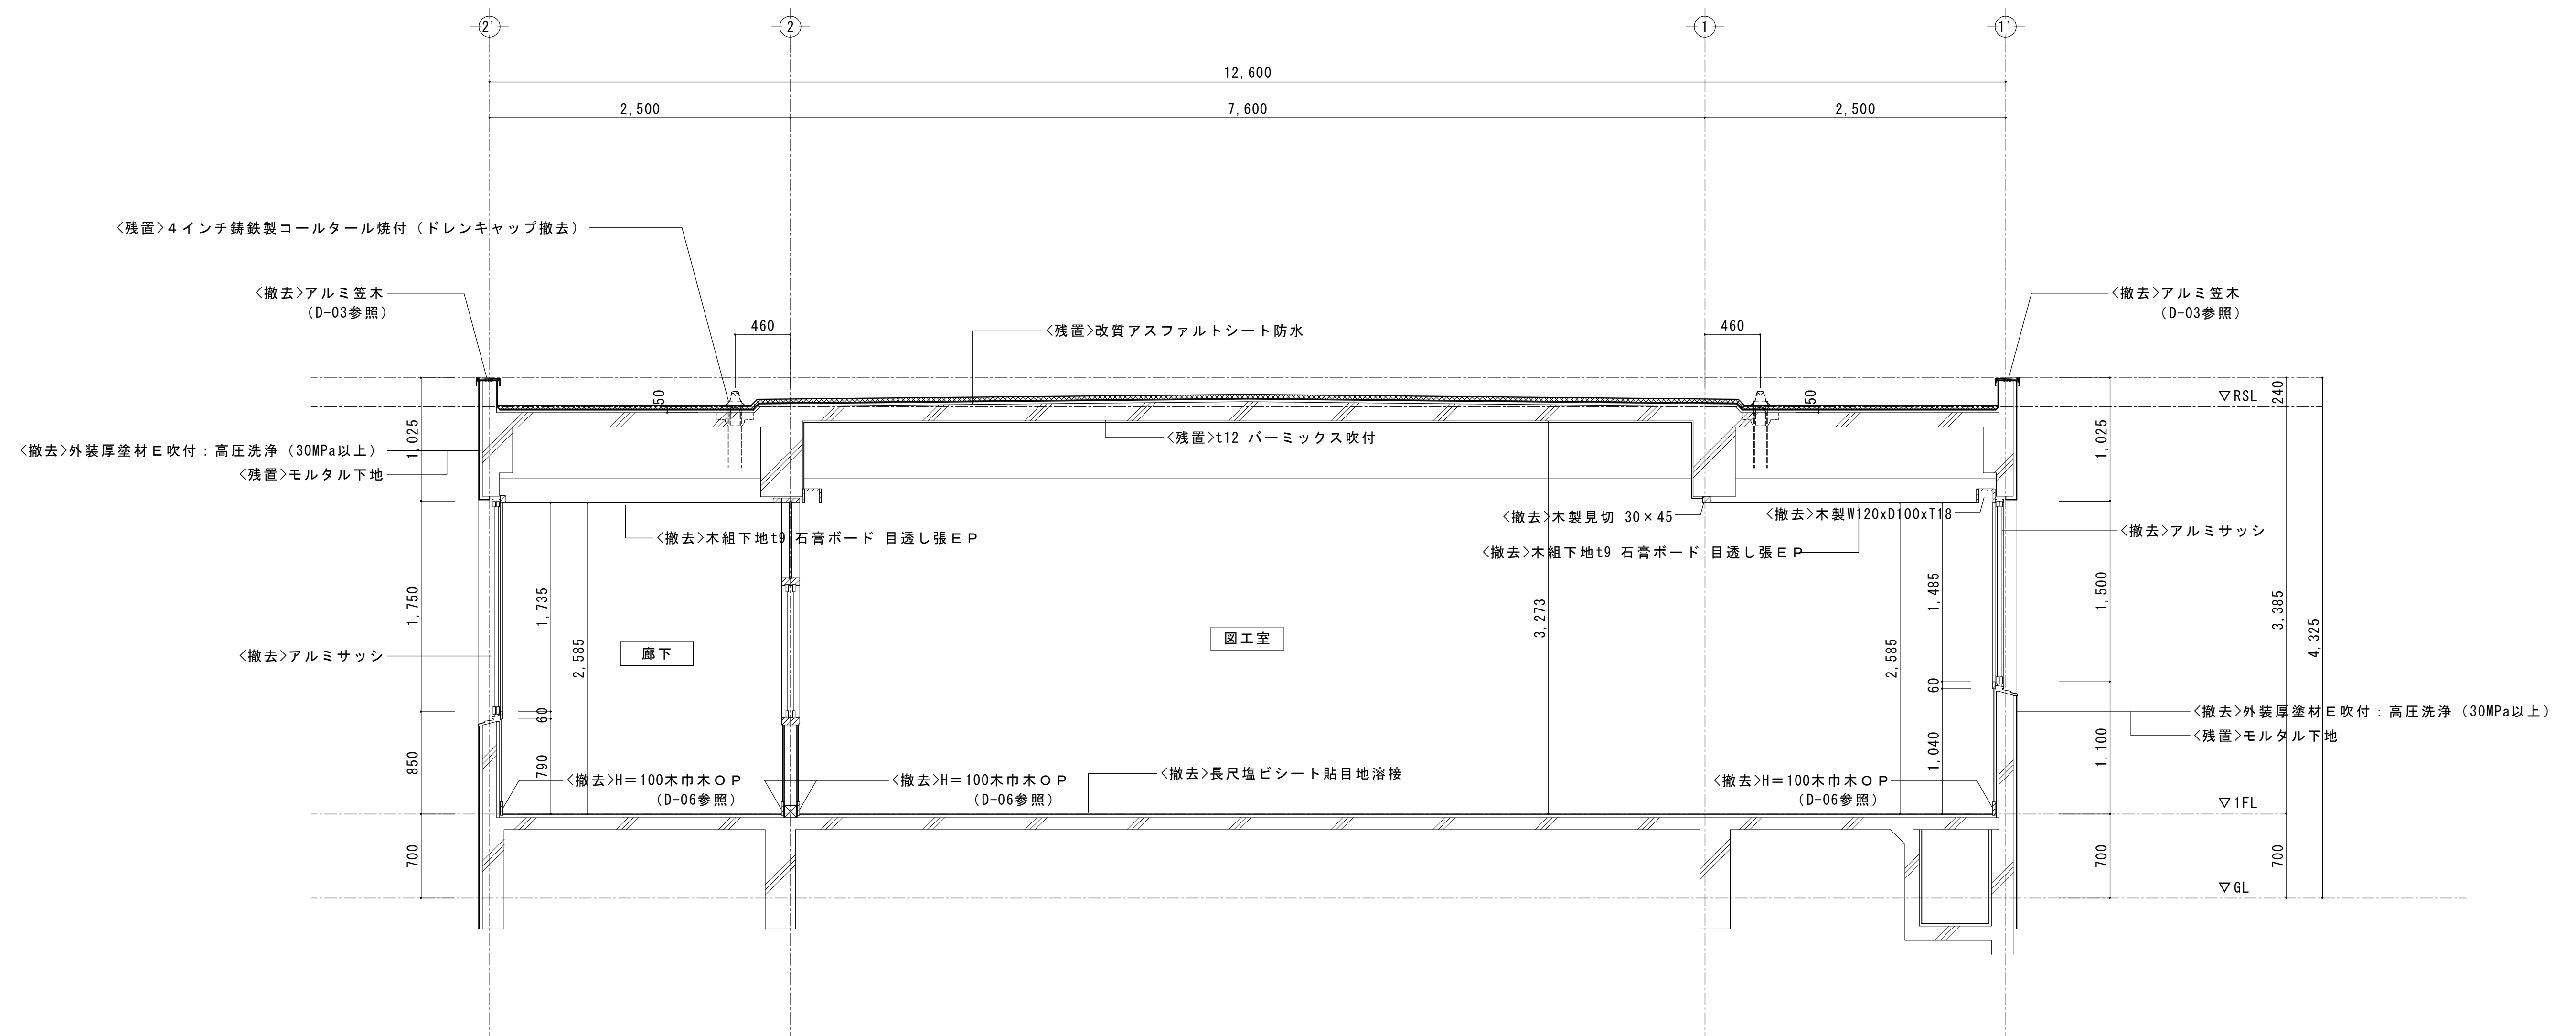 2'
2
1
1'
12,600
2,500
7,600
2,500
<残置>4インチ鋳鉄製コールタール焼付（ドレンキャップ撤去）
<撤去>アルミ笠木
（D-03参照）
<撤去>アルミ笠木
（D-03参照）
460
<残置>改質アスファルトシート防水
460
50
50
▽RSL
240
1,025
<撤去>外装厚塗材Ｅ吹付：高圧洗浄（30MPa以上）
<残置>モルタル下地
<残置>t12 バーミックス吹付
1,025
<撤去>木製見切 30×45
<撤去>木製W120xD100xT18
<撤去>木組下地t9 石膏ボード 目透し張ＥＰ
<撤去>木組下地t9 石膏ボード 目透し張ＥＰ
<撤去>アルミサッシ
1,750
1,735
2,585
3,273
1,485
2,585
1,500
3,385
4,325
廊下
図工室
<撤去>アルミサッシ
60
60
<撤去>外装厚塗材Ｅ吹付：高圧洗浄（30MPa以上）
<残置>モルタル下地
850
790
1,040
1,100
<撤去>H＝100木巾木ＯＰ
（D-06参照）
<撤去>H＝100木巾木ＯＰ
（D-06参照）
<撤去>長尺塩ビシート貼目地溶接
<撤去>H＝100木巾木ＯＰ
（D-06参照）
▽1FL
700
700
700
▽GL